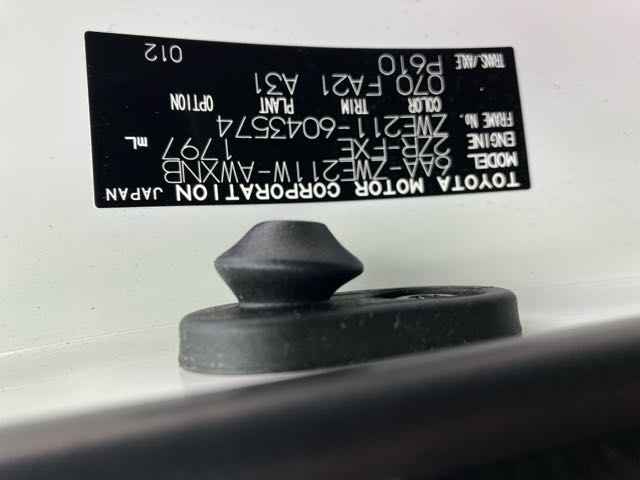 TOYOTA MOTOR CORPORATION JAPAN
MODEL 6AA-ZWE211W-AWXNB
ENGINE 2ZR-FXE 1797 mL
FRAME No. ZWE211-6043574
COLOR TRIM PLANT OPTION
070 FA21 A31
TRANS./AXLE P610 012